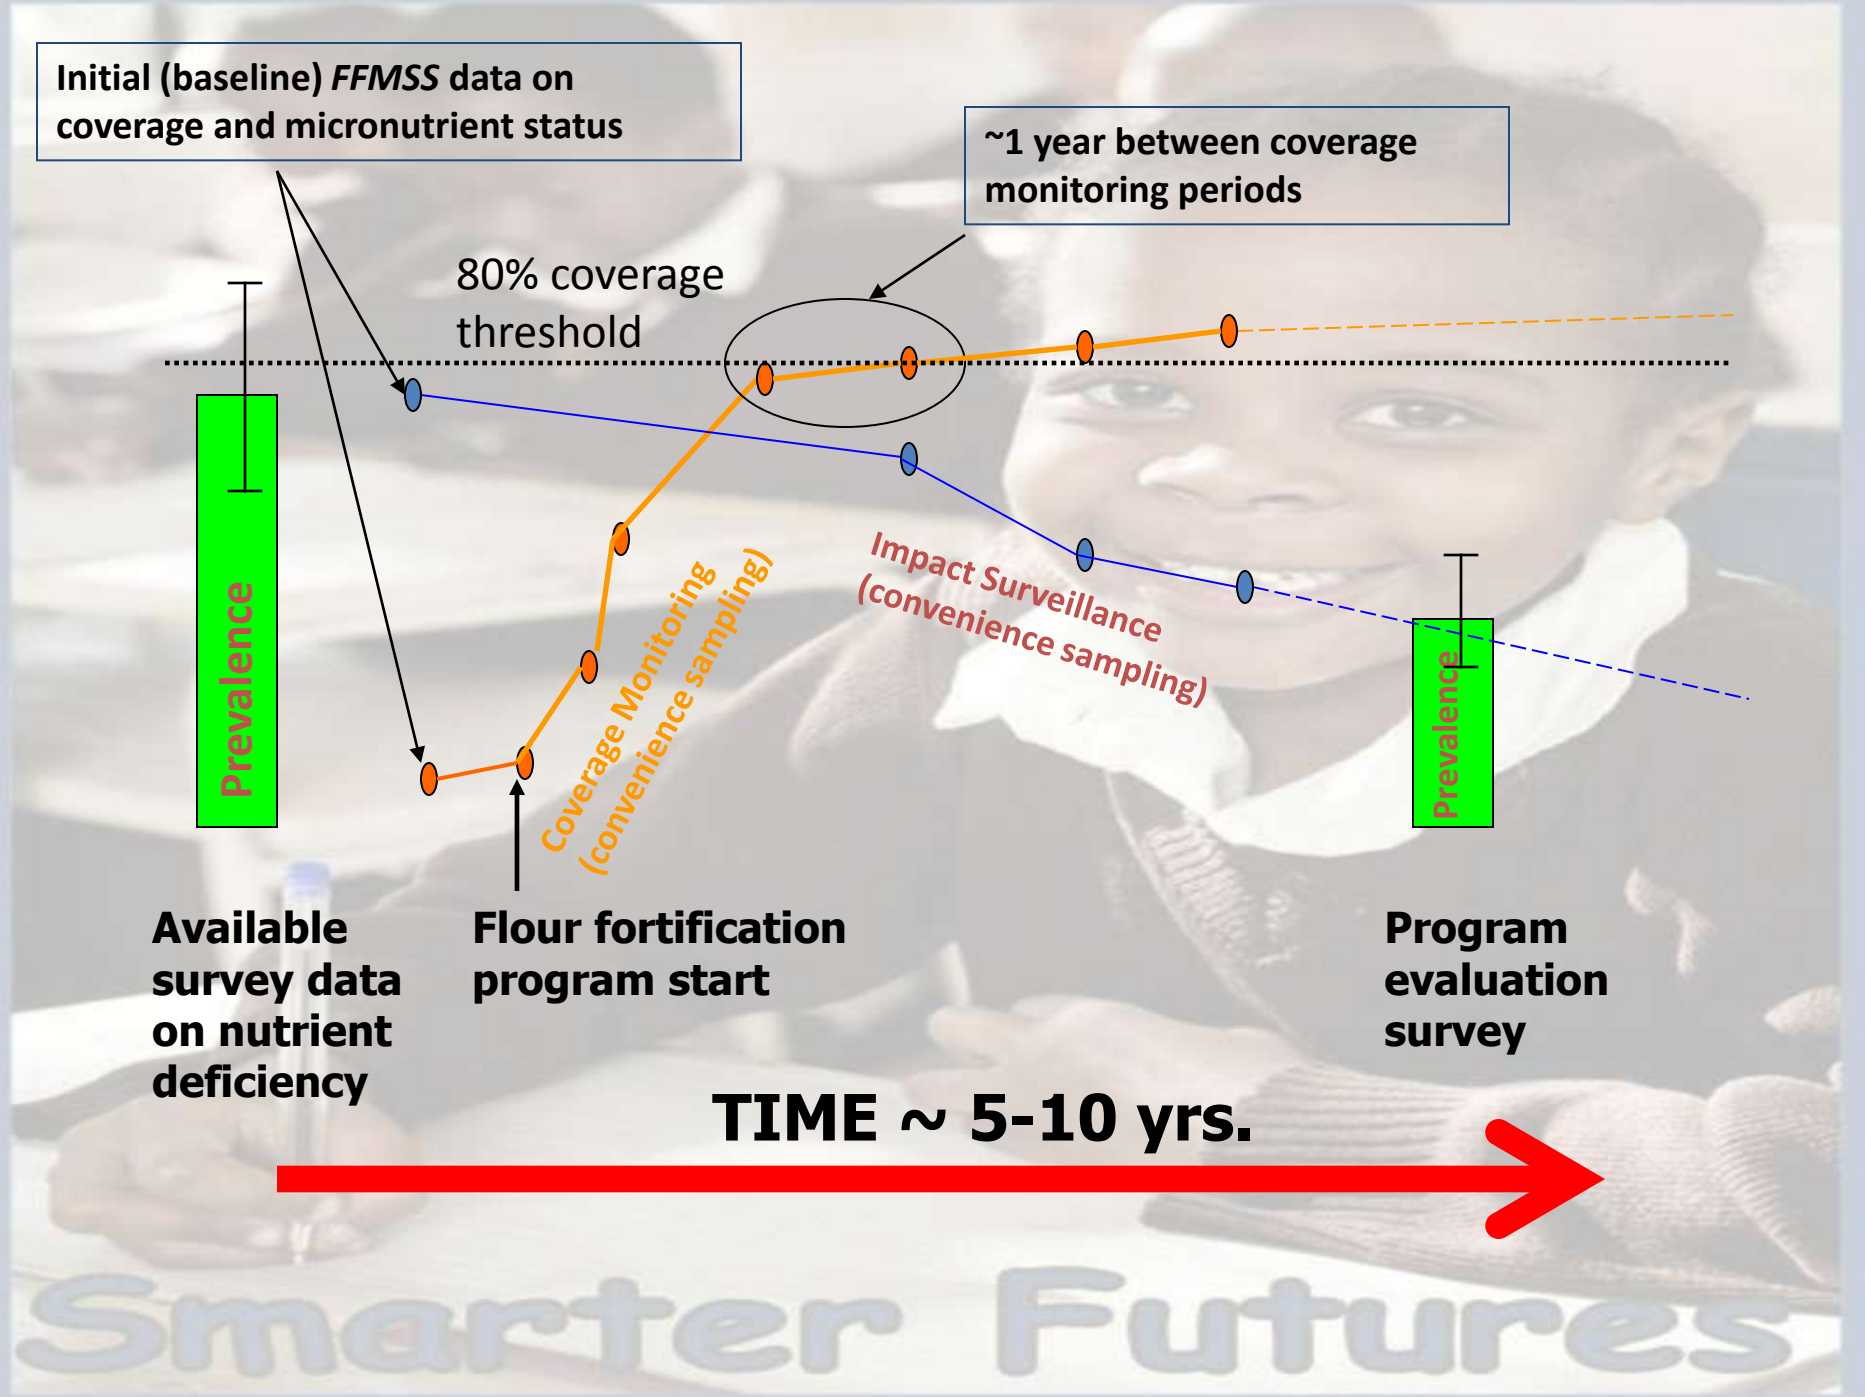 Initial (baseline) FFMSS data on
coverage and micronutrient status
~1 year between coverage
monitoring periods
80% coverage
threshold
Prevalence
Coverage Monitoring
(convenience sampling)
Impact Surveillance
(convenience sampling)
Prevalence
Available
survey data
on nutrient
deficiency
Flour fortification
program start
Program
evaluation
survey
TIME ~ 5-10 yrs.
Smarter Futures